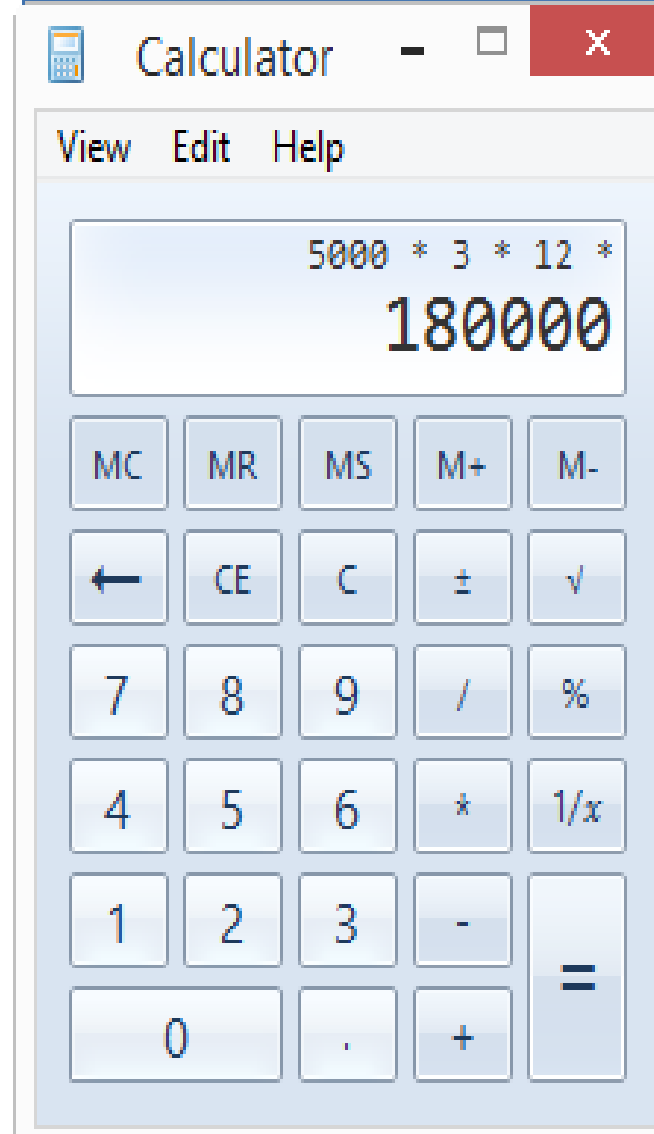 Calculator
View Edit Help
5000 * 3 * 12 *
180000
MC MR MS M+ M-
← CE C ± √
7 8 9 / %
4 5 6 * 1/x
1 2 3 - =
0 . +